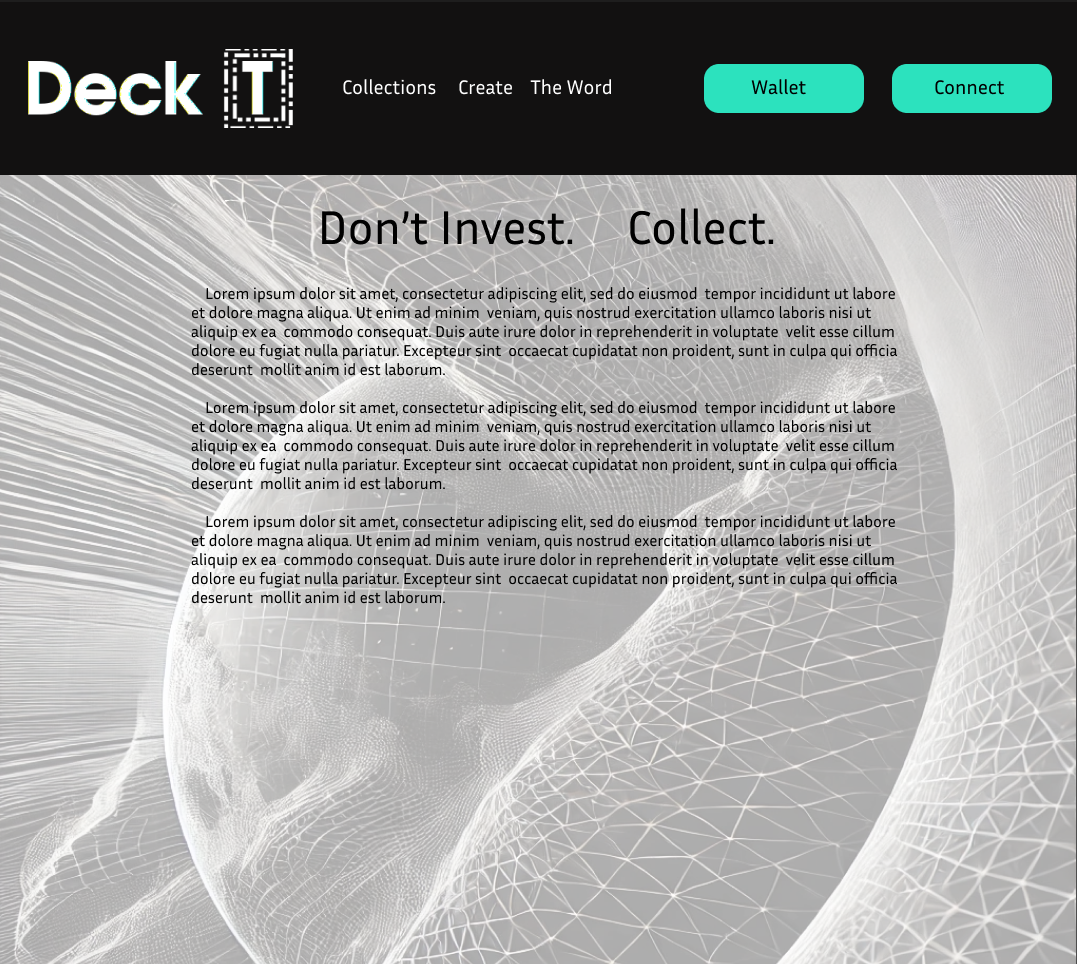 Deck T
Collections Create The Word
Wallet
Connect
Don’t Invest. Collect.
Lorem ipsum dolor sit amet, consectetur adipiscing elit, sed do eiusmod tempor incididunt ut labore
et dolore magna aliqua. Ut enim ad minim veniam, quis nostrud exercitation ullamco laboris nisi ut
aliquip ex ea commodo consequat. Duis aute irure dolor in reprehenderit in voluptate velit esse cillum
dolore eu fugiat nulla pariatur. Excepteur sint occaecat cupidatat non proident, sunt in culpa qui officia
deserunt mollit anim id est laborum.
Lorem ipsum dolor sit amet, consectetur adipiscing elit, sed do eiusmod tempor incididunt ut labore
et dolore magna aliqua. Ut enim ad minim veniam, quis nostrud exercitation ullamco laboris nisi ut
aliquip ex ea commodo consequat. Duis aute irure dolor in reprehenderit in voluptate velit esse cillum
dolore eu fugiat nulla pariatur. Excepteur sint occaecat cupidatat non proident, sunt in culpa qui officia
deserunt mollit anim id est laborum.
Lorem ipsum dolor sit amet, consectetur adipiscing elit, sed do eiusmod tempor incididunt ut labore
et dolore magna aliqua. Ut enim ad minim veniam, quis nostrud exercitation ullamco laboris nisi ut
aliquip ex ea commodo consequat. Duis aute irure dolor in reprehenderit in voluptate velit esse cillum
dolore eu fugiat nulla pariatur. Excepteur sint occaecat cupidatat non proident, sunt in culpa qui officia
deserunt mollit anim id est laborum.